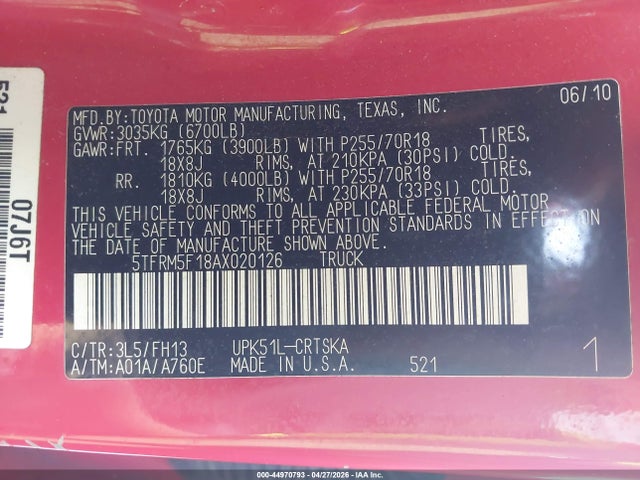 MFD.BY:TOYOTA MOTOR MANUFACTURING, TEXAS, INC. 06/10
GVWR:3035KG (6700LB)
GAWR:FRT. 1765KG (3900LB) WITH P255/70R18 TIRES,
18X8J RIMS, AT 210KPA (30PSI) COLD.
RR. 1810KG (4000LB) WITH P255/70R18 TIRES,
18X8J RIMS, AT 230KPA (33PSI) COLD.
THIS VEHICLE CONFORMS TO ALL APPLICABLE FEDERAL MOTOR
VEHICLE SAFETY AND THEFT PREVENTION STANDARDS IN EFFECT ON
THE DATE OF MANUFACTURE SHOWN ABOVE.
5TFRM5F18AX020126 TRUCK
C/TR:3L5/FH13 UPK51L-CRTSKA
A/TM:A01A/A760E MADE IN U.S.A. 521 1
521
07J6T
000-44970793 - 04/27/2026 - IAA Inc.